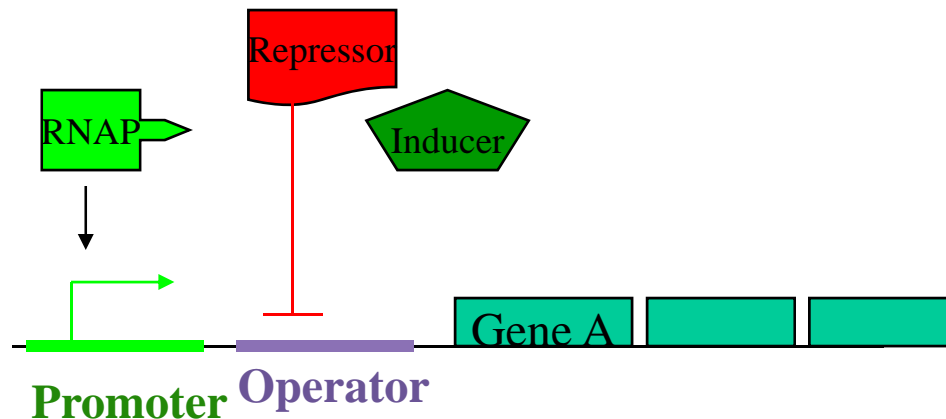 Repressor
RNAP
Inducer
Gene A
Promoter
Operator